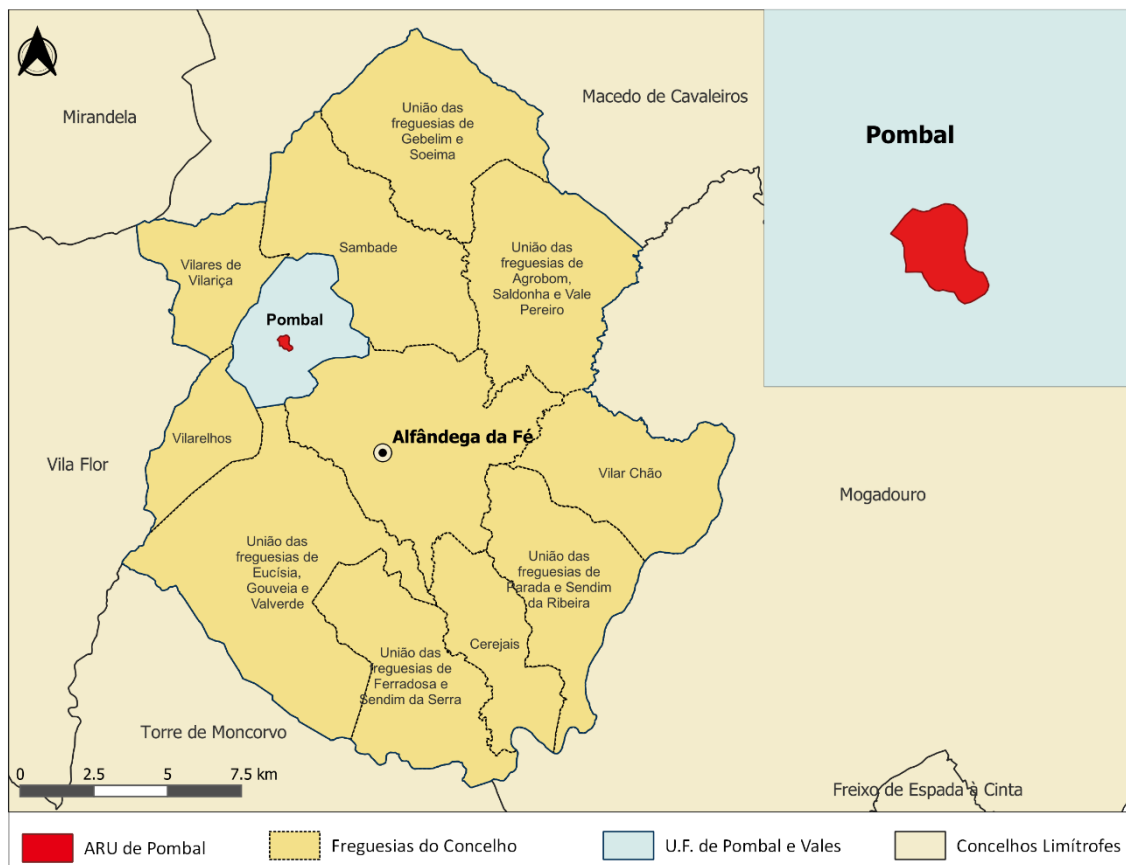 Mirandela
Macedo de Cavaleiros
União das
freguesias de
Gebelim e
Soeima
Pombal
Sambade
União das
freguesias de
Agrobom,
Saldonha e Vale
Pereiro
Vilares de
Vilariça
Pombal
Vilarelhos
Alfândega da Fé
Vila Flor
Vilar Chão
Mogadouro
União das
freguesias de
Eucísia,
Gouveia e
Valverde
União das
freguesias de
Parada e Sendim
da Ribeira
Cerejais
União das
freguesias de
Ferradosa e
Sendim da Serra
Torre de Moncorvo
Freixo de Espada à Cinta
0 2.5 5 7.5 km
ARU de Pombal
Freguesias do Concelho
U.F. de Pombal e Vales
Concelhos Limítrofes